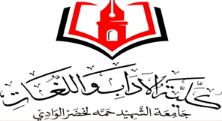 كلية الآداب واللغات
جامعة الشهيد حمه لخضر الوادي